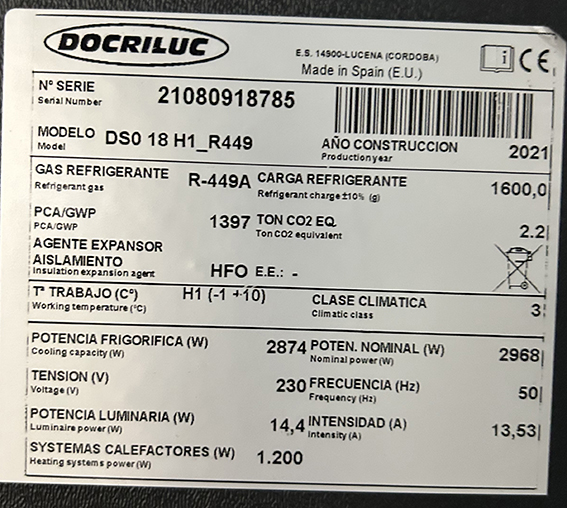 DOCRILUC
E.S. 14900-LUCENA (CORDOBA)
Made in Spain (E.U.)
i CE
Nº SERIE
Serial Number
21080918785
MODELO DS0 18 H1_R449
Model
AÑO CONSTRUCCION 2021
Production year
GAS REFRIGERANTE R-449A
Refrigerant gas
CARGA REFRIGERANTE 1600,0
Refrigerant charge ±10% (g)
PCA/GWP 1397
PCA/GWP
TON CO2 EQ. 2.2
Ton CO2 equivalent
AGENTE EXPANSOR
AISLAMIENTO
Insulation expansion agent
HFO E.E.: -
Tª TRABAJO (Cº) H1 (-1 +10)
Working temperature (ºC)
CLASE CLIMATICA 3
Climatic class
POTENCIA FRIGORIFICA (W) 2874
Cooling capacity (W)
POTEN. NOMINAL (W) 2968
Nominal power (W)
TENSION (V) 230
Voltage (V)
FRECUENCIA (Hz) 50
Frequency (Hz)
POTENCIA LUMINARIA (W) 14,4
Luminaire power (W)
INTENSIDAD (A) 13,53
Intensity (A)
SYSTEMAS CALEFACTORES (W) 1.200
Heating systems power (W)